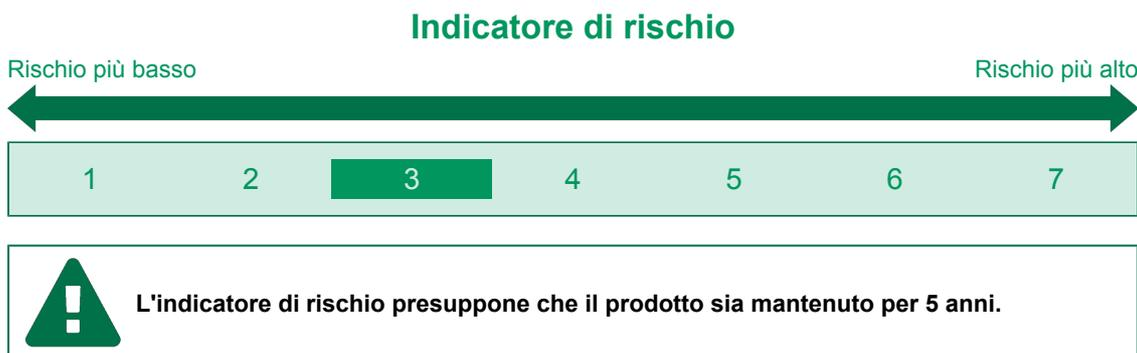 Indicatore di rischio
Rischio più basso Rischio più alto
1 2 3 4 5 6 7
L'indicatore di rischio presuppone che il prodotto sia mantenuto per 5 anni.